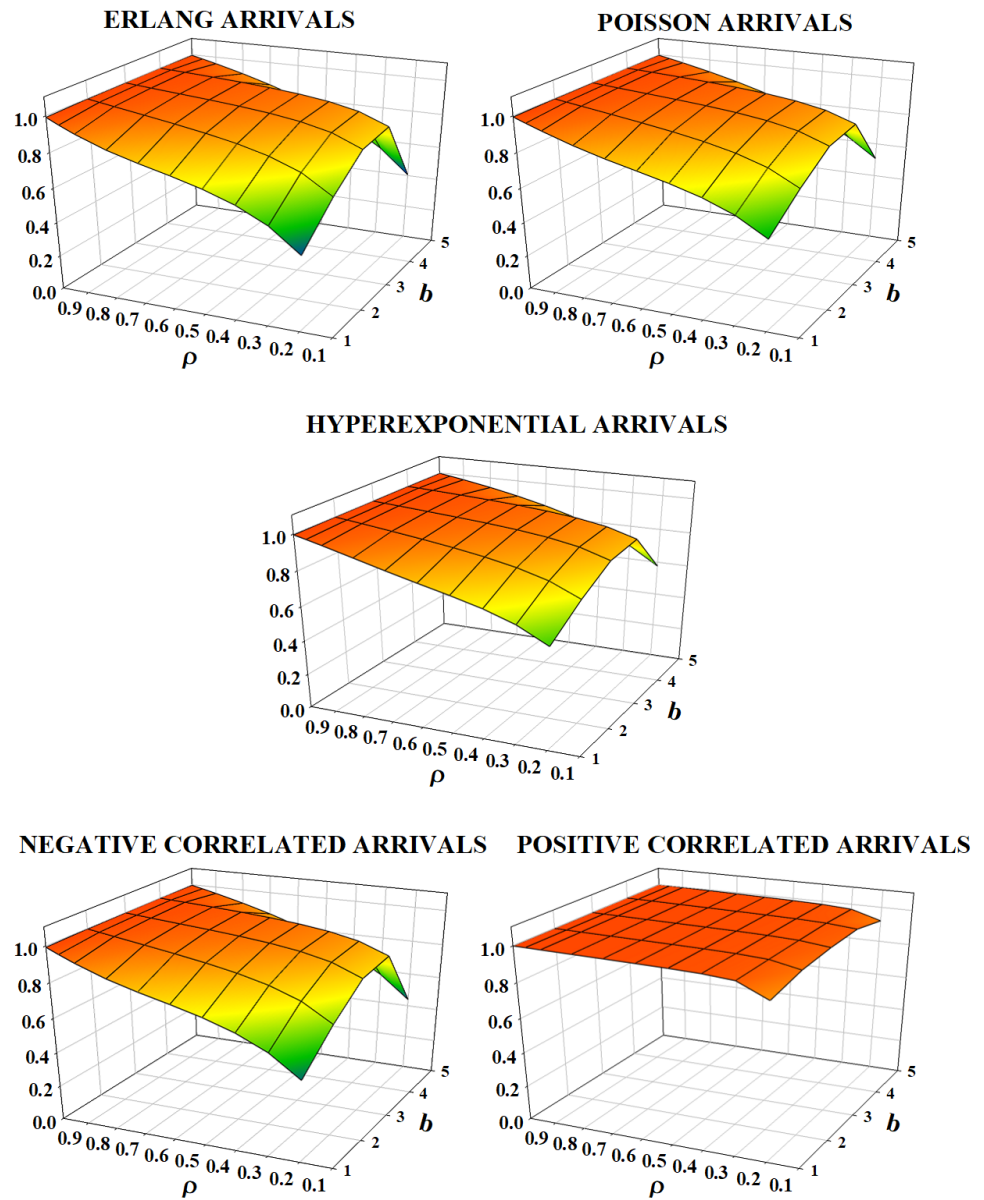 ERLANG ARRIVALS
1.0
0.8
0.6
0.4
0.2
0.0
0.9 0.8 0.7 0.6 0.5 0.4 0.3 0.2 0.1
ρ
1
2
3
4
5
b
POISSON ARRIVALS
1.0
0.8
0.6
0.4
0.2
0.0
0.9 0.8 0.7 0.6 0.5 0.4 0.3 0.2 0.1
ρ
1
2
3
4
5
b
HYPEREXPONENTIAL ARRIVALS
1.0
0.8
0.6
0.4
0.2
0.0
0.9 0.8 0.7 0.6 0.5 0.4 0.3 0.2 0.1
ρ
1
2
3
4
5
b
NEGATIVE CORRELATED ARRIVALS
1.0
0.8
0.6
0.4
0.2
0.0
0.9 0.8 0.7 0.6 0.5 0.4 0.3 0.2 0.1
ρ
1
2
3
4
5
b
POSITIVE CORRELATED ARRIVALS
1.0
0.8
0.6
0.4
0.2
0.0
0.9 0.8 0.7 0.6 0.5 0.4 0.3 0.2 0.1
ρ
1
2
3
4
5
b